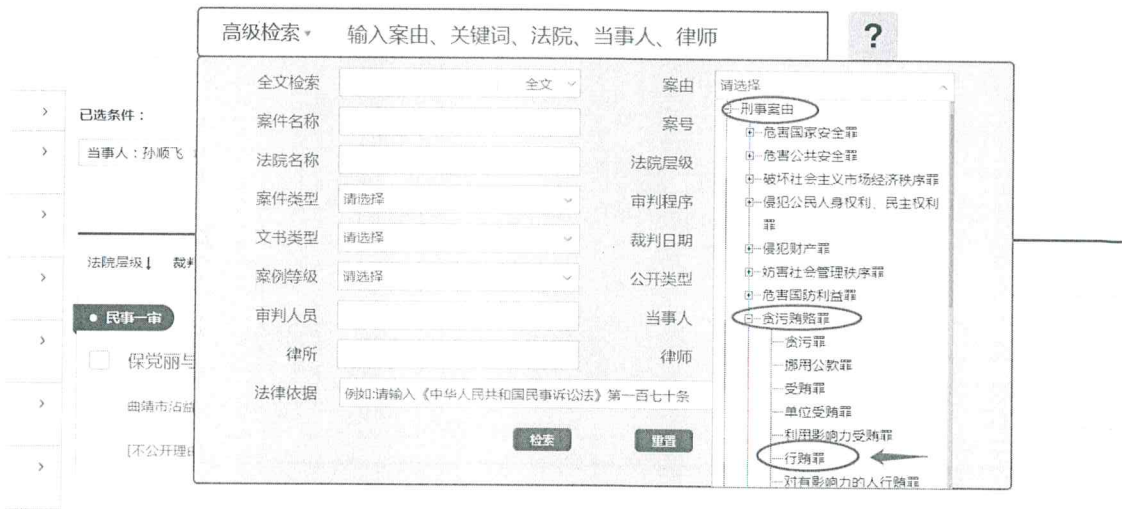 高级检索 输入案由、关键词、法院、当事人、律师 ?
全文检索 全文 案由 请选择
已选条件： 案件名称 案号 刑事案由
危害国家安全罪
当事人：孙顺飞 法院名称 法院层级 危害公共安全罪
破坏社会主义市场经济秩序罪
案件类型 请选择 审判程序 侵犯公民人身权利、民主权利
罪
文书类型 请选择 裁判日期 侵犯财产罪
法院层级↓ 裁判 案例等级 请选择 公开类型 妨害社会管理秩序罪
危害国防利益罪
民事一审 审判人员 当事人 贪污贿赂罪
贪污罪
保党丽与 律所 律师 挪用公款罪
受贿罪
曲靖市沾益 法律依据 例如:请输入《中华人民共和国民事诉讼法》第一百七十条
单位受贿罪
检索 重置 利用影响力受贿罪
[不公开理由 行贿罪
对有影响力的人行贿罪